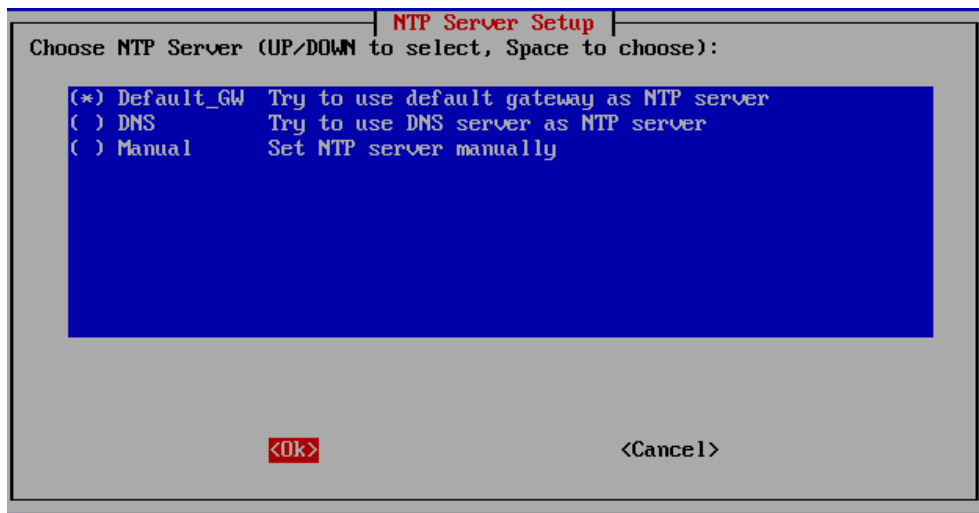 NTP Server Setup
Choose NTP Server (UP/DOWN to select, Space to choose):
(*) Default_GW Try to use default gateway as NTP server
( ) DNS Try to use DNS server as NTP server
( ) Manual Set NTP server manually
<Ok> <Cancel>